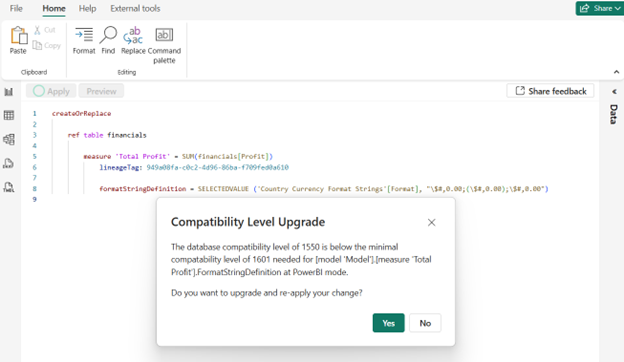 File Home Help External tools Share
Paste Cut Copy Format Find Replace Command palette
Clipboard Editing
Apply Preview Share feedback
Data
1 createOrReplace
2
3 ref table financials
4
5 measure 'Total Profit' = SUM(financials[Profit])
6 lineageTag: 949a08fa-c0c2-4d96-86ba-f709fed0a610
7
8 formatStringDefinition = SELECTEDVALUE ('Country Currency Format Strings'[Format], "\$#,0.00;(\$#,0.00);\$#,0.00")
9
Compatibility Level Upgrade
The database compatibility level of 1550 is below the minimal
compatability level of 1601 needed for [model 'Model'].[measure 'Total
Profit'].FormatStringDefinition at PowerBI mode.
Do you want to upgrade and re-apply your change?
Yes No